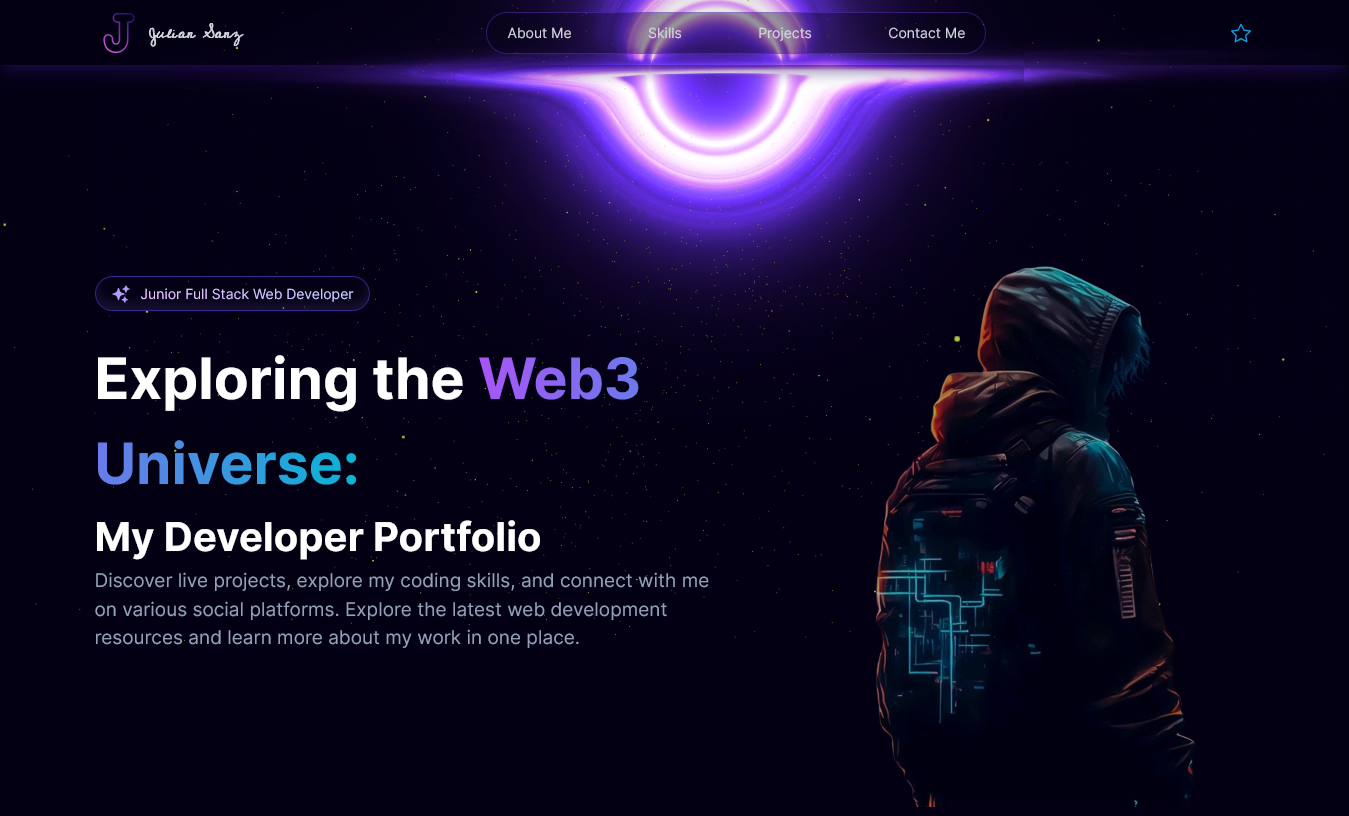 J
Julian Sanz
About Me
Skills
Projects
Contact Me
Junior Full Stack Web Developer
Exploring the Web3
Universe:
My Developer Portfolio
Discover live projects, explore my coding skills, and connect with me
on various social platforms. Explore the latest web development
resources and learn more about my work in one place.